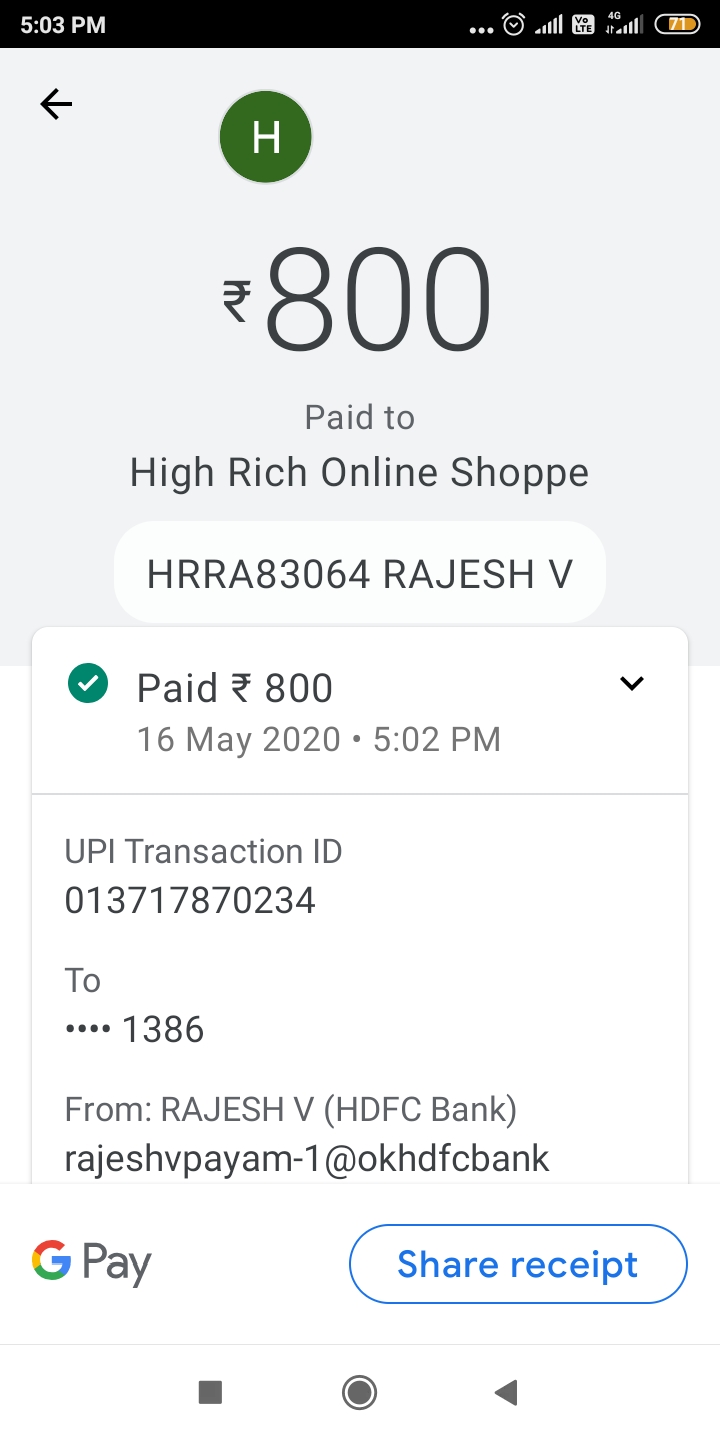 5:03 PM
Vo LTE 4G 71
H
₹800
Paid to
High Rich Online Shoppe
HRRA83064 RAJESH V
Paid ₹ 800
16 May 2020 • 5:02 PM
UPI Transaction ID
013717870234
To
•••• 1386
From: RAJESH V (HDFC Bank)
rajeshvpayam-1@okhdfcbank
G Pay
Share receipt